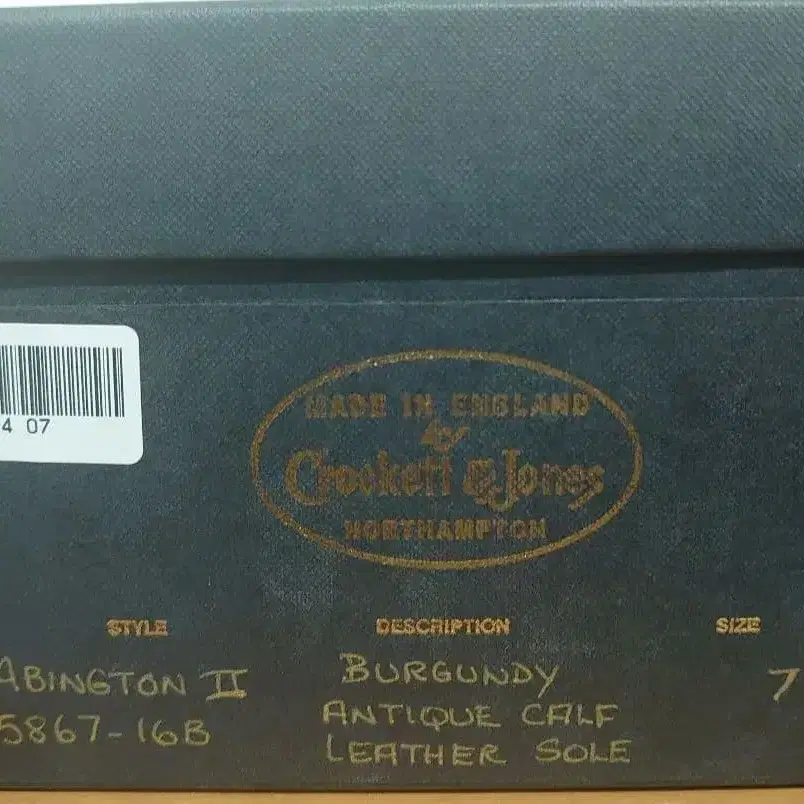 4 07
MADE IN ENGLAND
by
Crockett & Jones
NORTHAMPTON
STYLE DESCRIPTION SIZE
ABINGTON II BURGUNDY 7
5867-16B ANTIQUE CALF
LEATHER SOLE